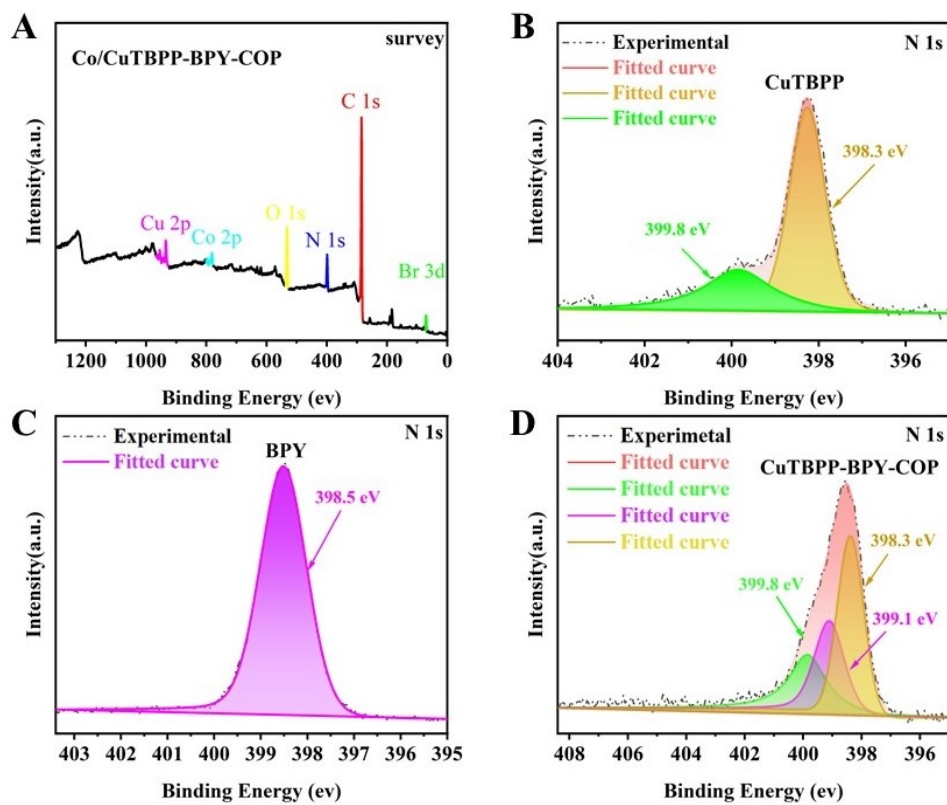 A
survey
Co/CuTBPP-BPY-COP
C 1s
O 1s
Cu 2p
Co 2p
N 1s
Br 3d
Intensity(a.u.)
1200 1000 800 600 400 200 0
Binding Energy (ev)
B
Experimental
N 1s
Fitted curve
CuTBPP
Fitted curve
Fitted curve
398.3 eV
399.8 eV
Intensity(a.u.)
404 402 400 398 396
Binding Energy (ev)
C
Experimental
N 1s
BPY
Fitted curve
398.5 eV
Intensity(a.u.)
403 402 401 400 399 398 397 396 395
Binding Energy (ev)
D
Experimetal
N 1s
Fitted curve
CuTBPP-BPY-COP
Fitted curve
Fitted curve
Fitted curve
398.3 eV
399.8 eV
399.1 eV
Intensity(a.u.)
408 406 404 402 400 398 396
Binding Energy (ev)